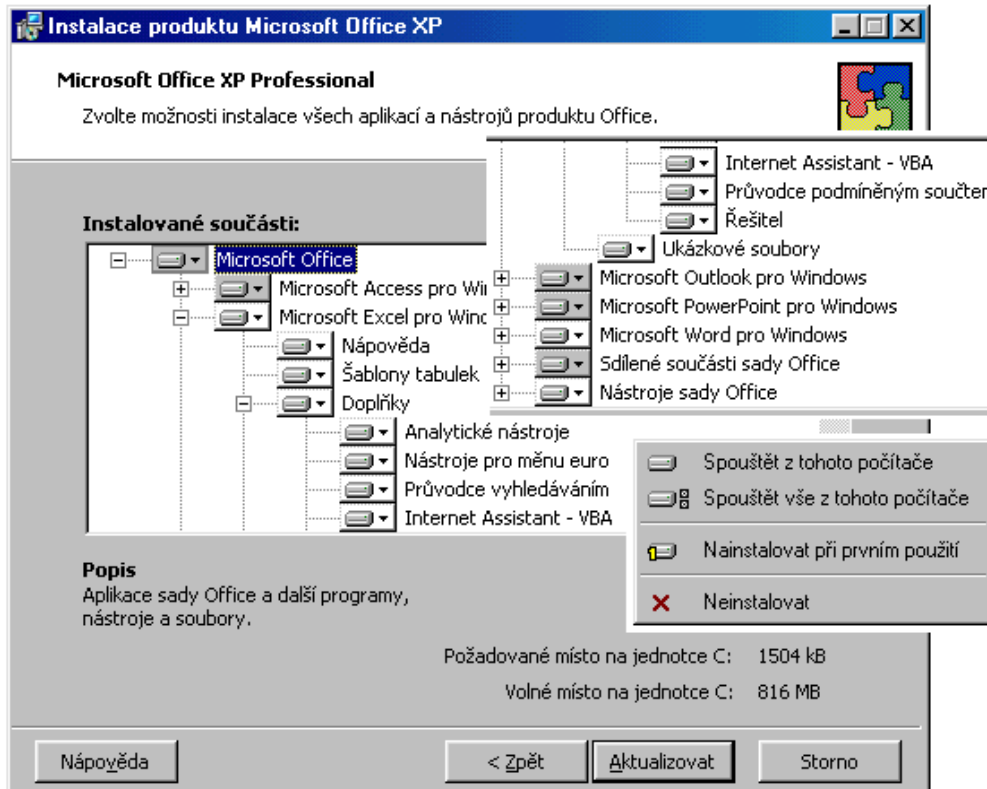 Instalace produktu Microsoft Office XP
Microsoft Office XP Professional
Zvolte možnosti instalace všech aplikací a nástrojů produktu Office.
Instalované součásti:
Microsoft Office
Microsoft Access pro Wi
Microsoft Excel pro Wind
Nápověda
Šablony tabulek
Doplňky
Analytické nástroje
Nástroje pro měnu euro
Průvodce vyhledáváním
Internet Assistant - VBA
Internet Assistant - VBA
Průvodce podmíněným součtem
Řešitel
Ukázkové soubory
Microsoft Outlook pro Windows
Microsoft PowerPoint pro Windows
Microsoft Word pro Windows
Sdílené součásti sady Office
Nástroje sady Office
Spouštět z tohoto počítače
Spouštět vše z tohoto počítače
Nainstalovat při prvním použití
Neinstalovat
Popis
Aplikace sady Office a další programy,
nástroje a soubory.
Požadované místo na jednotce C: 1504 kB
Volné místo na jednotce C: 816 MB
Nápověda
< Zpět
Aktualizovat
Storno